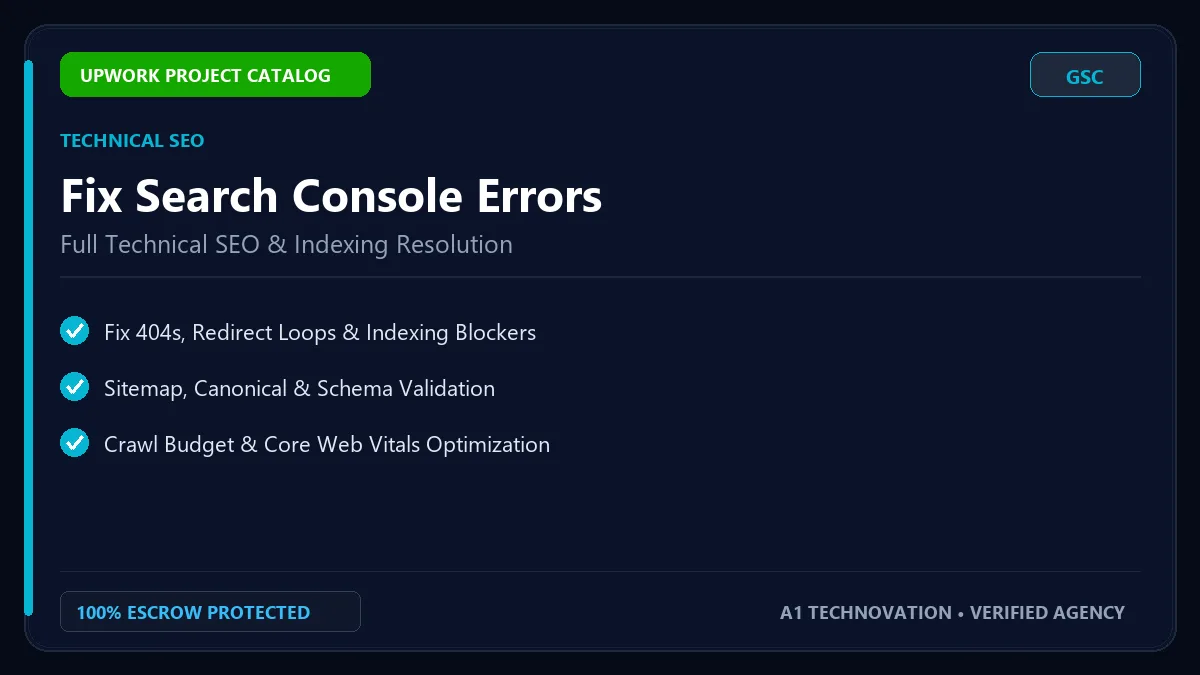 UPWORK PROJECT CATALOG
GSC
TECHNICAL SEO
Fix Search Console Errors
Full Technical SEO & Indexing Resolution
Fix 404s, Redirect Loops & Indexing Blockers
Sitemap, Canonical & Schema Validation
Crawl Budget & Core Web Vitals Optimization
100% ESCROW PROTECTED
A1 TECHNOVATION • VERIFIED AGENCY